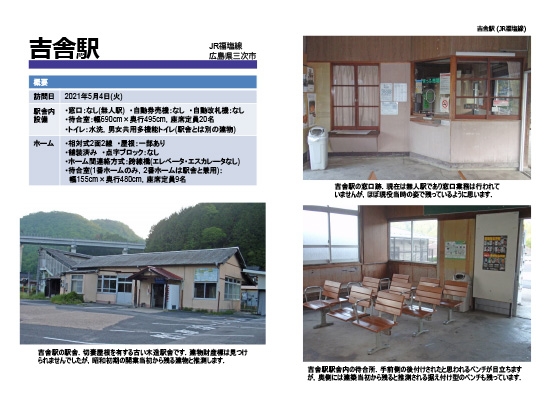 吉舎駅
JR福塩線
広島県三次市
概要
訪問日
2021年5月4日(火)
駅舎内
設備
・窓口:なし(無人駅) ・自動券売機:なし ・自動改札機:なし
・待合室:幅690cm×奥行495cm, 座席定員20名
・トイレ:水洗, 男女共用多機能トイレ(駅舎とは別の建物)
ホーム
・相対式2面2線 ・屋根:一部あり
・舗装済み ・点字ブロック:なし
・ホーム間連絡方式:跨線橋(エレベータ・エスカレータなし)
・待合室(1番ホームのみ, 2番ホームは駅舎と兼用):
幅155cm×奥行480cm, 座席定員9名
吉舎駅の駅舎. 切妻屋根を有する古い木造駅舎です. 建物財産標は見つけ
られませんでしたが, 昭和初期の開業当初から残る建物と推測します.
吉舎駅 (JR福塩線)
吉舎駅の窓口跡. 現在は無人駅であり窓口業務は行われて
いませんが, ほぼ現役当時の姿で残っているように思います.
吉舎駅駅舎内の待合所. 手前側の後付けされたと思われるベンチが目立ちます
が, 奥側には建築当初から残ると推測される据え付け型のベンチも残っています.